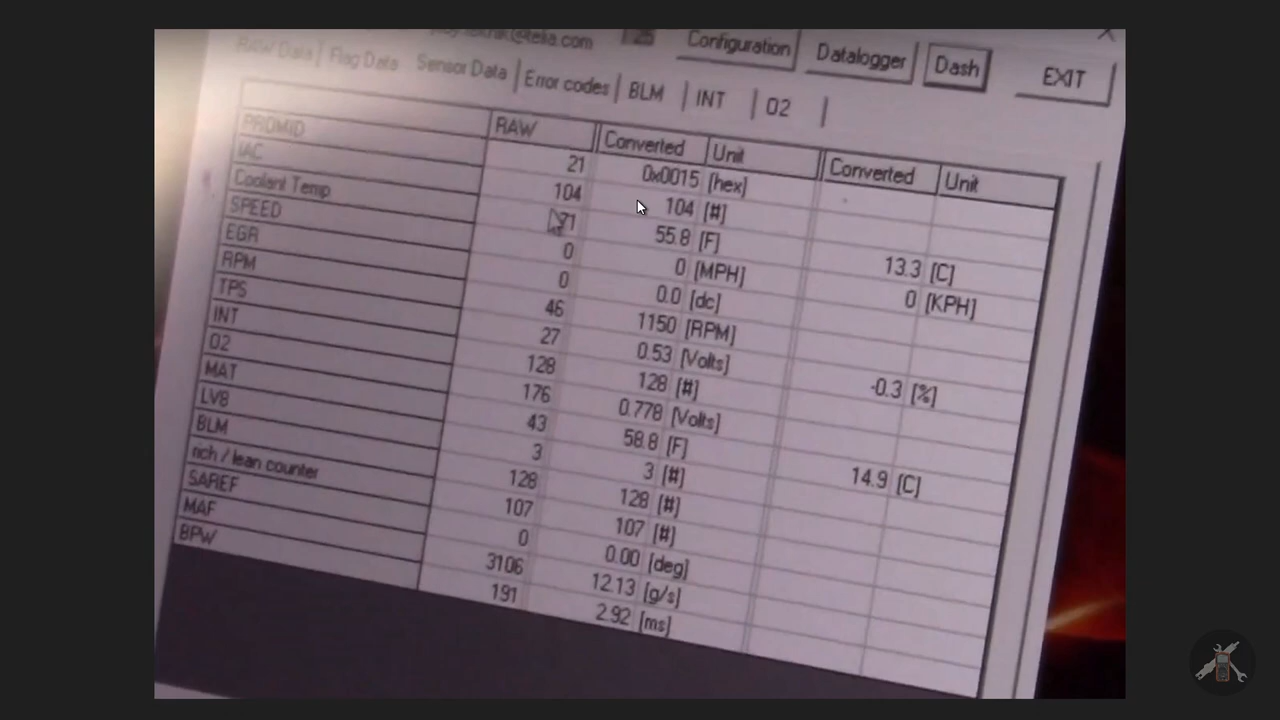 @telia.com 25 Configuration Datalogger Dash EXIT
RAW Data Flag Data Sensor Data Error codes BLM INT O2
RAW Converted Unit Converted Unit
PROMID 21 0x0015 [hex]
IAC 104 104 [#]
Coolant Temp 71 55.8 [F] 13.3 [C]
SPEED 0 0 [MPH] 0 [KPH]
EGR 0 0.0 [dc]
RPM 46 1150 [RPM]
TPS 27 0.53 [Volts] -0.3 [%]
INT 128 128 [#]
O2 176 0.778 [Volts]
MAT 43 58.8 [F] 14.9 [C]
LV8 3 3 [#]
BLM 128 128 [#]
rich / lean counter 107 107 [#]
SAREF 0 0.00 [deg]
MAF 3106 12.13 [g/s]
BPW 191 2.92 [ms]